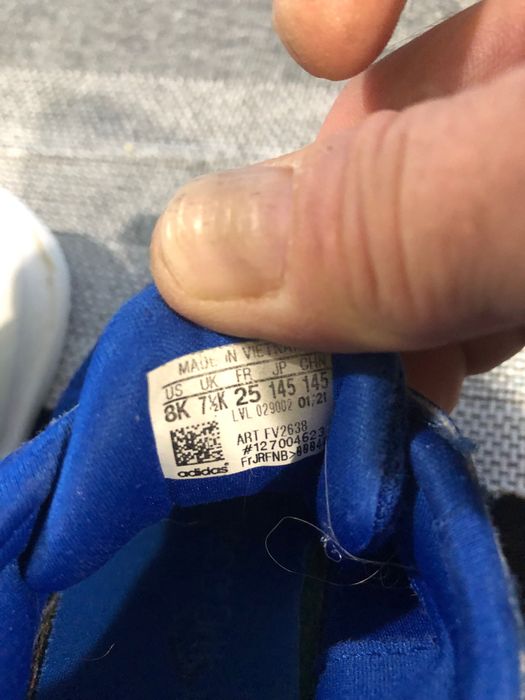 MADE IN VIETNAM
US UK FR JP CHN
8K 7½K 25 145 145
LVL 029002 01/21
ART FV2638
#127004623
FrJRFNB>
adidas